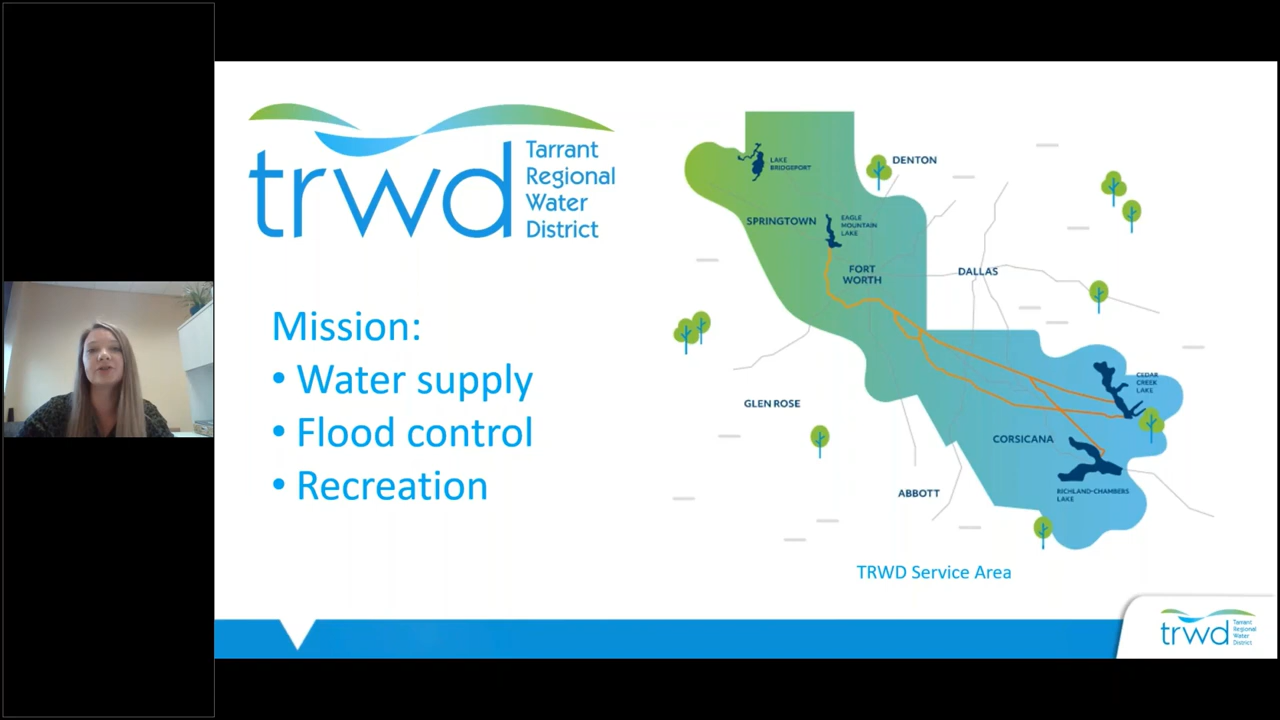 trwd
Tarrant
Regional
Water
District
Mission:
• Water supply
• Flood control
• Recreation
LAKE
BRIDGEPORT
DENTON
SPRINGTOWN
EAGLE
MOUNTAIN
LAKE
FORT
WORTH
DALLAS
CEDAR
CREEK
LAKE
GLEN ROSE
CORSICANA
ABBOTT
RICHLAND-CHAMBERS
LAKE
TRWD Service Area
trwd
Tarrant
Regional
Water
District